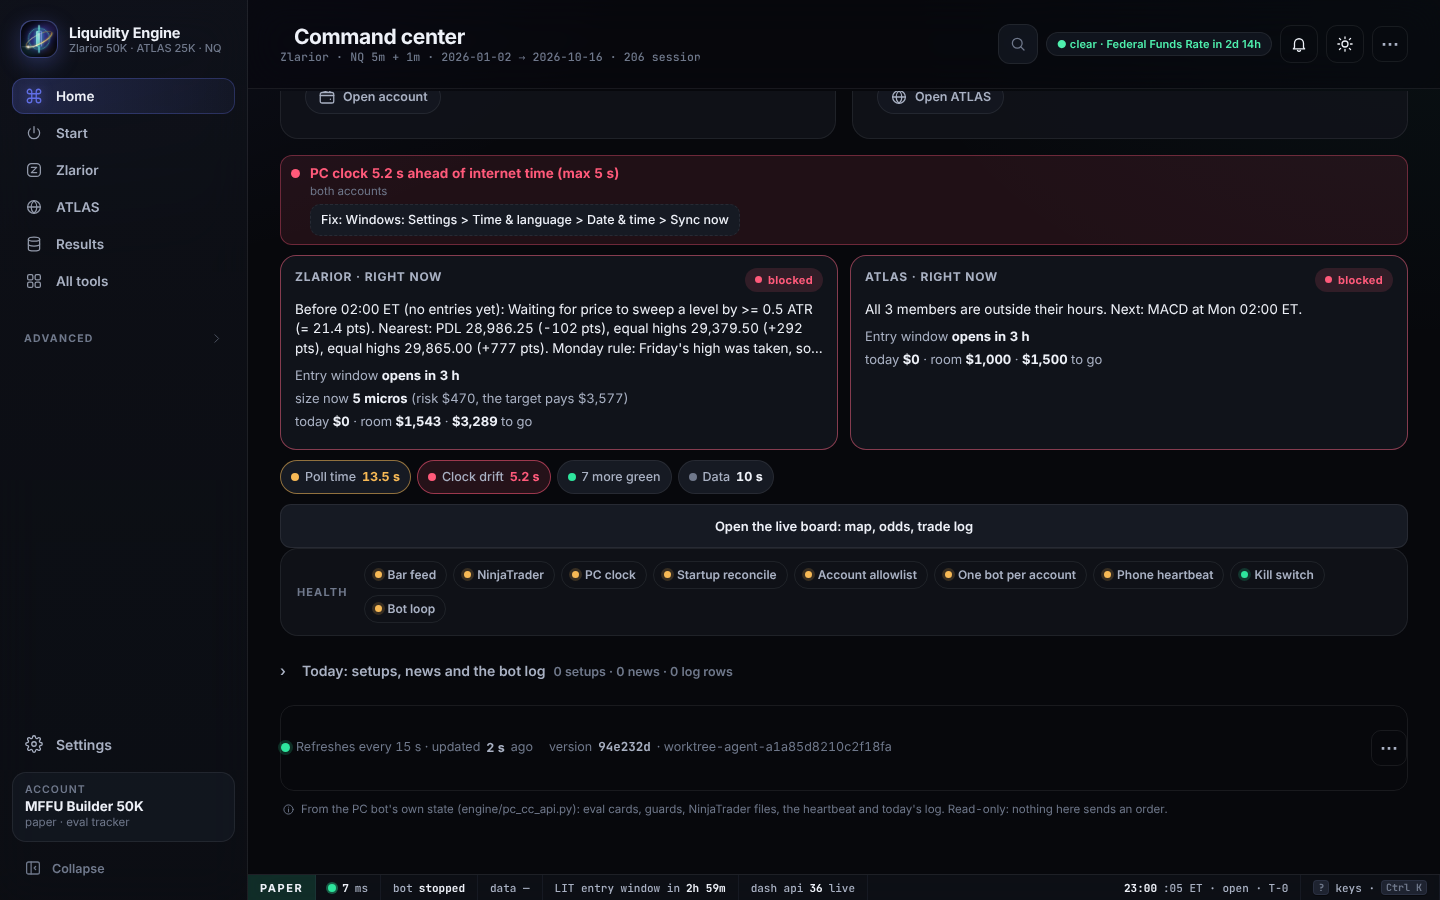 Liquidity Engine
Zlarior 50K · ATLAS 25K · NQ
Home
Start
Zlarior
ATLAS
Results
All tools
ADVANCED
Settings
ACCOUNT
MFFU Builder 50K
paper · eval tracker
Collapse
Command center
Zlarior · NQ 5m + 1m · 2026-01-02 → 2026-10-16 · 206 session
clear · Federal Funds Rate in 2d 14h
Open account
Open ATLAS
PC clock 5.2 s ahead of internet time (max 5 s)
both accounts
Fix: Windows: Settings > Time & language > Date & time > Sync now
ZLARIOR · RIGHT NOW
blocked
Before 02:00 ET (no entries yet): Waiting for price to sweep a level by >= 0.5 ATR
(= 21.4 pts). Nearest: PDL 28,986.25 (-102 pts), equal highs 29,379.50 (+292
pts), equal highs 29,865.00 (+777 pts). Monday rule: Friday's high was taken, so...
Entry window opens in 3 h
size now 5 micros (risk $470, the target pays $3,577)
today $0 · room $1,543 · $3,289 to go
ATLAS · RIGHT NOW
blocked
All 3 members are outside their hours. Next: MACD at Mon 02:00 ET.
Entry window opens in 3 h
today $0 · room $1,000 · $1,500 to go
Poll time 13.5 s
Clock drift 5.2 s
7 more green
Data 10 s
Open the live board: map, odds, trade log
HEALTH
Bar feed
NinjaTrader
PC clock
Startup reconcile
Account allowlist
One bot per account
Phone heartbeat
Kill switch
Bot loop
Today: setups, news and the bot log 0 setups · 0 news · 0 log rows
Refreshes every 15 s · updated 2 s ago version 94e232d · worktree-agent-a1a85d8210c2f18fa
From the PC bot's own state (engine/pc_cc_api.py): eval cards, guards, NinjaTrader files, the heartbeat and today's log. Read-only: nothing here sends an order.
PAPER
7 ms
bot stopped
data —
LIT entry window in 2h 59m
dash api 36 live
23:00 :05 ET · open · T-0
? keys · Ctrl K